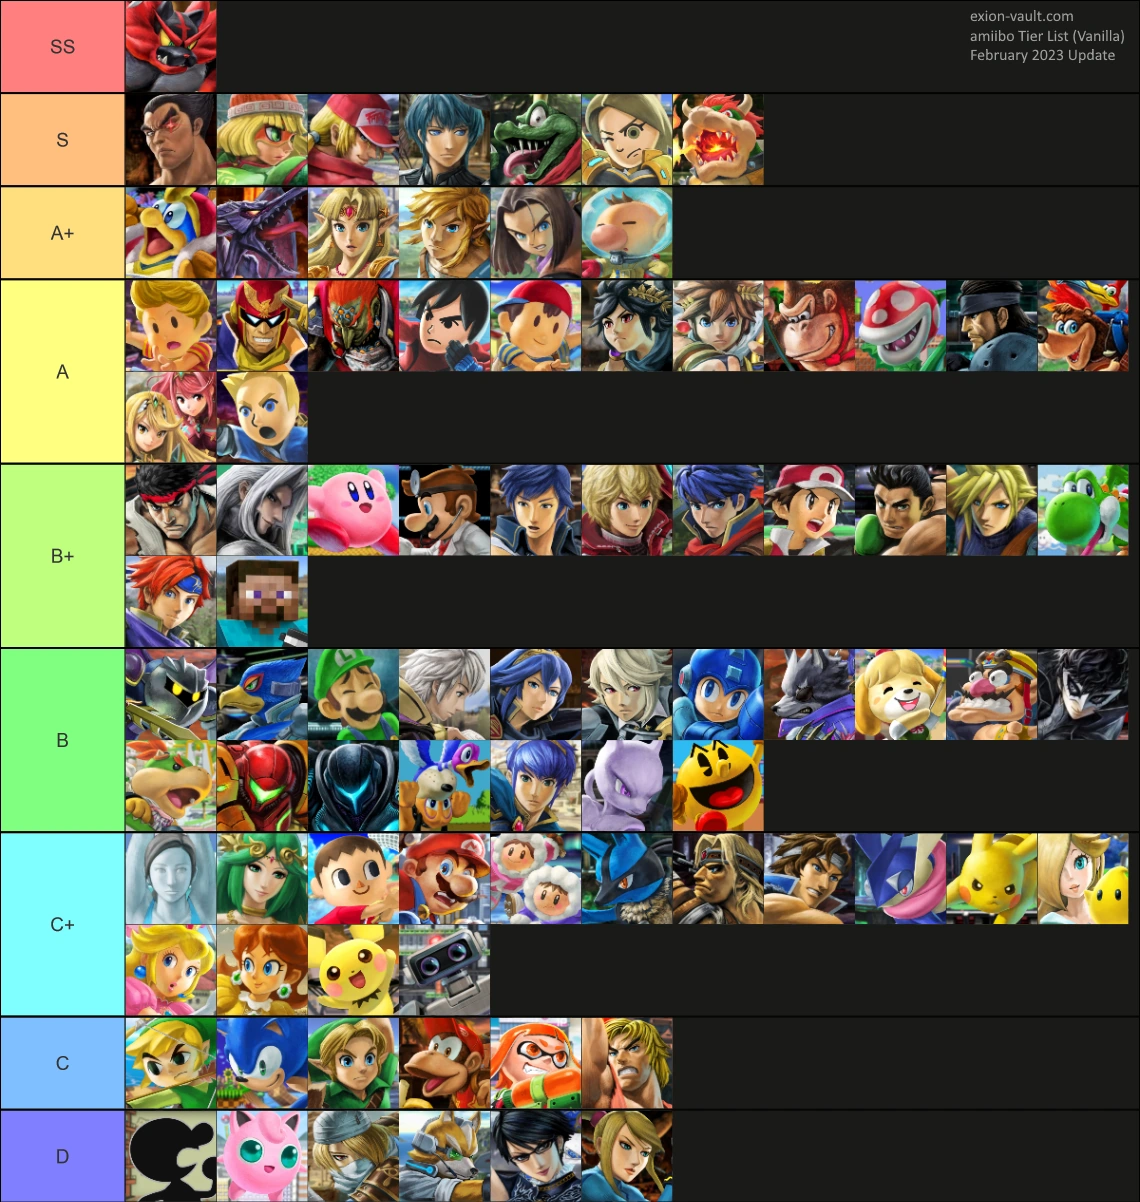 exion-vault.com
amiibo Tier List (Vanilla)
February 2023 Update
SS
S
A+
A
B+
B
C+
C
D